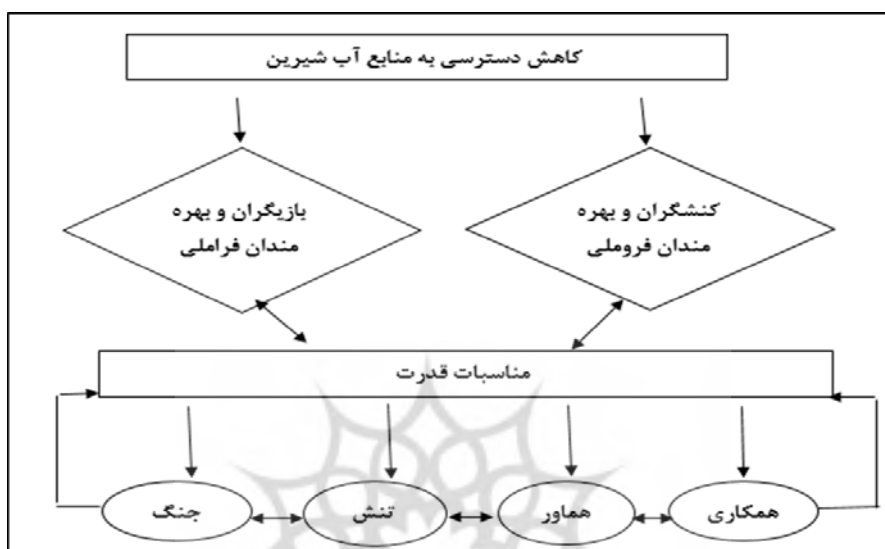 کاهش دسترسی به منابع آب شیرین
کنشگران و بهره
مندان فروملی
بازیگران و بهره
مندان فراملی
مناسبات قدرت
همکاری
هماور
تنش
جنگ